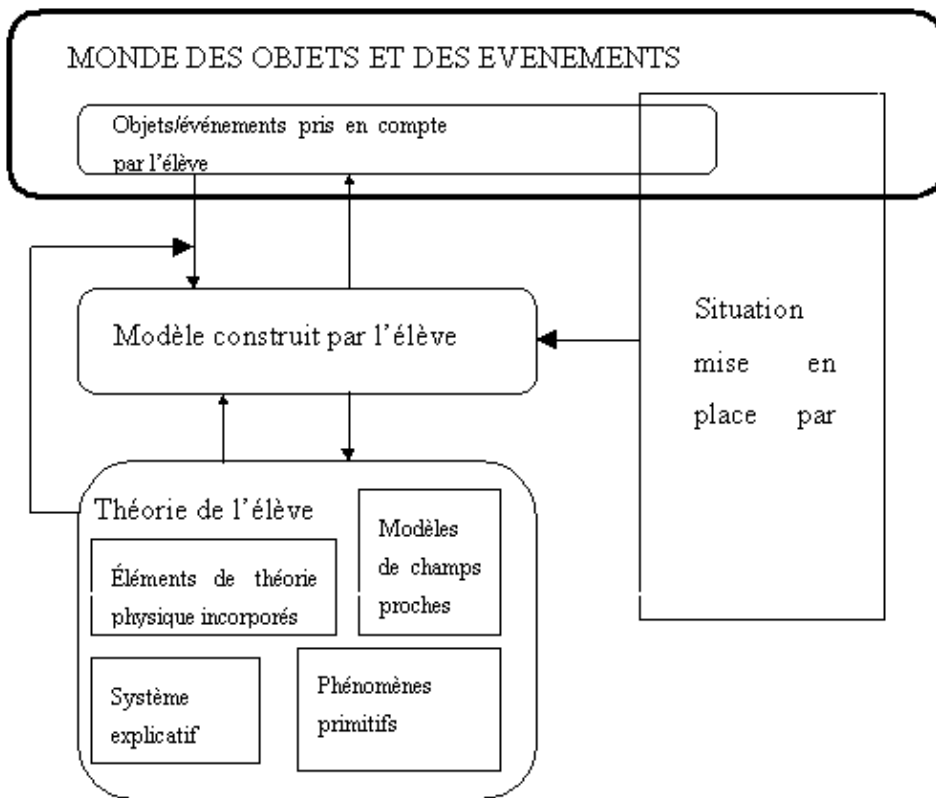 MONDE DES OBJETS ET DES EVENEMENTS
Objets/événements pris en compte
par l'élève
Modèle construit par l'élève
Situation
mise en
place par
Théorie de l'élève
Modèles
de champs
proches
Éléments de théorie
physique incorporés
Système
explicatif
Phénomènes
primitifs